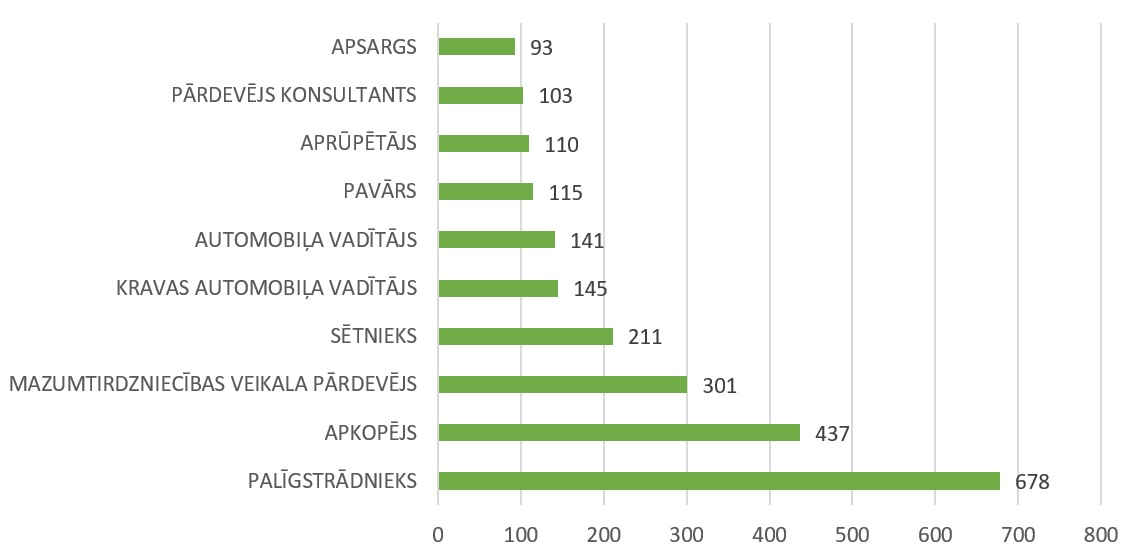 APSARGS 93
PĀRDEVĒJS KONSULTANTS 103
APRŪPĒTĀJS 110
PAVĀRS 115
AUTOMOBIĻA VADĪTĀJS 141
KRAVAS AUTOMOBIĻA VADĪTĀJS 145
SĒTNIEKS 211
MAZUMTIRDZNIECĪBAS VEIKALA PĀRDEVĒJS 301
APKOPĒJS 437
PALĪGSTRĀDNIEKS 678
0 100 200 300 400 500 600 700 800